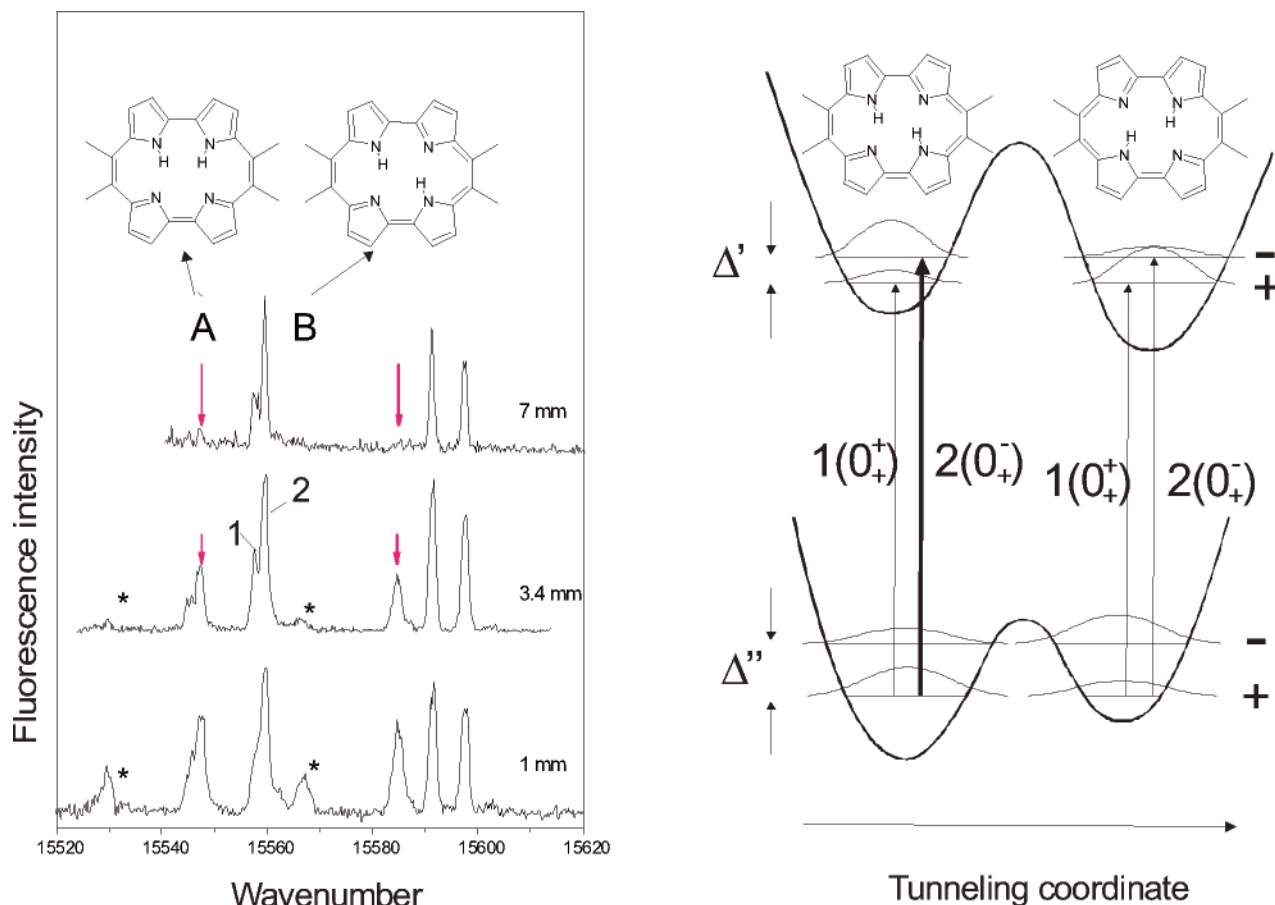 Fluorescence intensity
N
N
H
H
N
N
N
N
H
H
N
N
A
B
7 mm
1
2
3.4 mm
*
*
1 mm
*
*
15520
15540
15560
15580
15600
15620
Wavenumber
N
N
H
H
N
N
N
N
H
H
N
N
Δ’
-
+
1(0₊⁺)
2(0₊⁻)
1(0₊⁺)
2(0₊⁻)
Δ”
-
+
Tunneling coordinate